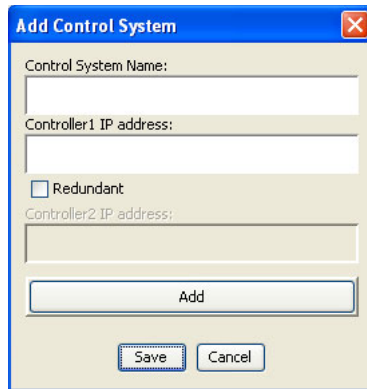 Add Control System
Control System Name:
Controller1 IP address:
Redundant
Controller2 IP address:
Add
Save Cancel